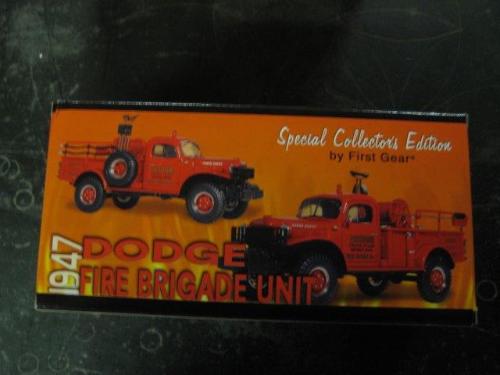 Special Collector's Edition
by First Gear®
1947
DODGE
FIRE BRIGADE UNIT